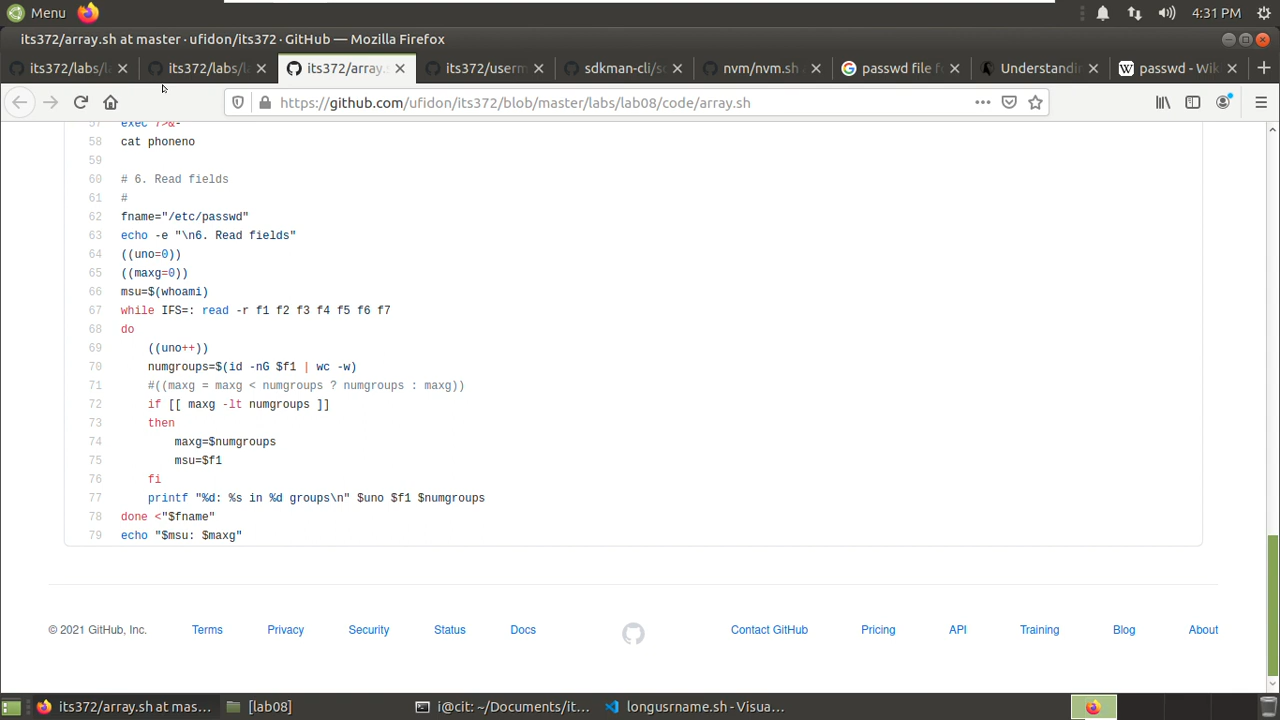 Menu
4:31 PM
its372/array.sh at master · ufidon/its372 · GitHub — Mozilla Firefox
its372/labs/l
its372/labs/l
its372/array.
its372/userm
sdkman-cli/s
nvm/nvm.sh
passwd file f
Understandin
passwd - Wik
https://github.com/ufidon/its372/blob/master/labs/lab08/code/array.sh
57 exec 7>&-
58 cat phoneno
59
60 # 6. Read fields
61 #
62 fname="/etc/passwd"
63 echo -e "\n6. Read fields"
64 ((uno=0))
65 ((maxg=0))
66 msu=$(whoami)
67 while IFS=: read -r f1 f2 f3 f4 f5 f6 f7
68 do
69 ((uno++))
70 numgroups=$(id -nG $f1 | wc -w)
71 #((maxg = maxg < numgroups ? numgroups : maxg))
72 if [[ maxg -lt numgroups ]]
73 then
74 maxg=$numgroups
75 msu=$f1
76 fi
77 printf "%d: %s in %d groups\n" $uno $f1 $numgroups
78 done <"$fname"
79 echo "$msu: $maxg"
© 2021 GitHub, Inc.
Terms
Privacy
Security
Status
Docs
Contact GitHub
Pricing
API
Training
Blog
About
its372/array.sh at mas...
[lab08]
i@cit: ~/Documents/it...
longusrname.sh - Visua...